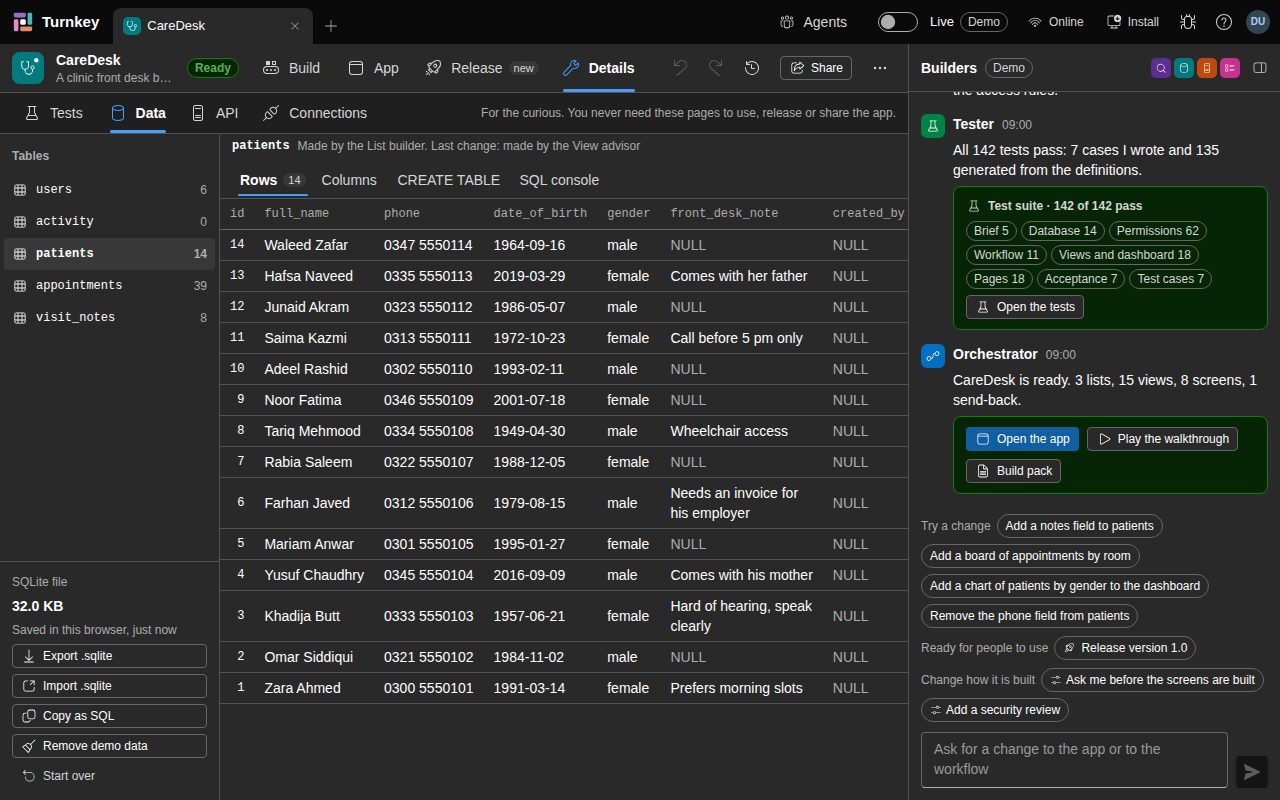 Turnkey
CareDesk
Agents
Live
Demo
Online
Install
DU
CareDesk
A clinic front desk b…
Ready
Build
App
Release new
Details
Share
Builders
Demo
Tests
Data
API
Connections
For the curious. You never need these pages to use, release or share the app.
Tables
users 6
activity 0
patients 14
appointments 39
visit_notes 8
SQLite file
32.0 KB
Saved in this browser, just now
Export .sqlite
Import .sqlite
Copy as SQL
Remove demo data
Start over
patients Made by the List builder. Last change: made by the View advisor
Rows 14
Columns
CREATE TABLE
SQL console
id full_name phone date_of_birth gender front_desk_note created_by
14 Waleed Zafar 0347 5550114 1964-09-16 male NULL NULL
13 Hafsa Naveed 0335 5550113 2019-03-29 female Comes with her father NULL
12 Junaid Akram 0323 5550112 1986-05-07 male NULL NULL
11 Saima Kazmi 0313 5550111 1972-10-23 female Call before 5 pm only NULL
10 Adeel Rashid 0302 5550110 1993-02-11 male NULL NULL
9 Noor Fatima 0346 5550109 2001-07-18 female NULL NULL
8 Tariq Mehmood 0334 5550108 1949-04-30 male Wheelchair access NULL
7 Rabia Saleem 0322 5550107 1988-12-05 female NULL NULL
6 Farhan Javed 0312 5550106 1979-08-15 male Needs an invoice for his employer NULL
5 Mariam Anwar 0301 5550105 1995-01-27 female NULL NULL
4 Yusuf Chaudhry 0345 5550104 2016-09-09 male Comes with his mother NULL
3 Khadija Butt 0333 5550103 1957-06-21 female Hard of hearing, speak clearly NULL
2 Omar Siddiqui 0321 5550102 1984-11-02 male NULL NULL
1 Zara Ahmed 0300 5550101 1991-03-14 female Prefers morning slots NULL
the access rules.
Tester 09:00
All 142 tests pass: 7 cases I wrote and 135
generated from the definitions.
Test suite · 142 of 142 pass
Brief 5
Database 14
Permissions 62
Workflow 11
Views and dashboard 18
Pages 18
Acceptance 7
Test cases 7
Open the tests
Orchestrator 09:00
CareDesk is ready. 3 lists, 15 views, 8 screens, 1
send-back.
Open the app
Play the walkthrough
Build pack
Try a change
Add a notes field to patients
Add a board of appointments by room
Add a chart of patients by gender to the dashboard
Remove the phone field from patients
Ready for people to use
Release version 1.0
Change how it is built
Ask me before the screens are built
Add a security review
Ask for a change to the app or to the
workflow